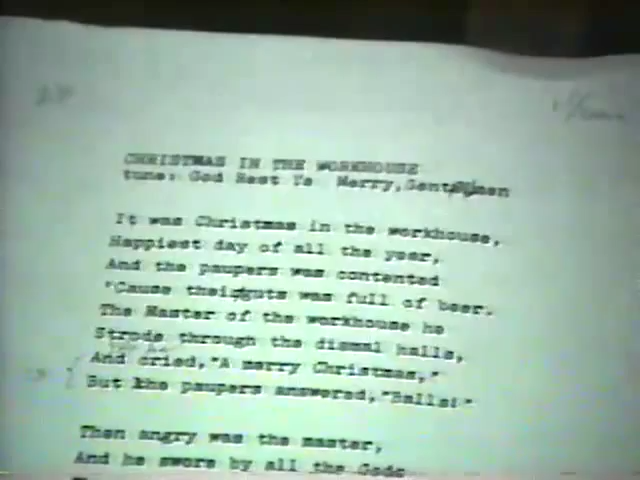 CHRISTMAS IN THE WORKHOUSE
tune: God Rest Ye Merry, Gentlemen
It was Christmas in the workhouse,
Happiest day of all the year,
And the paupers was contented
'Cause their guts was full of beer.
The Master of the workhouse he
Strode through the dismal halls,
And cried, "A merry Christmas,"
But the paupers answered, "Balls!"
Then angry was the master,
And he swore by all the Gods